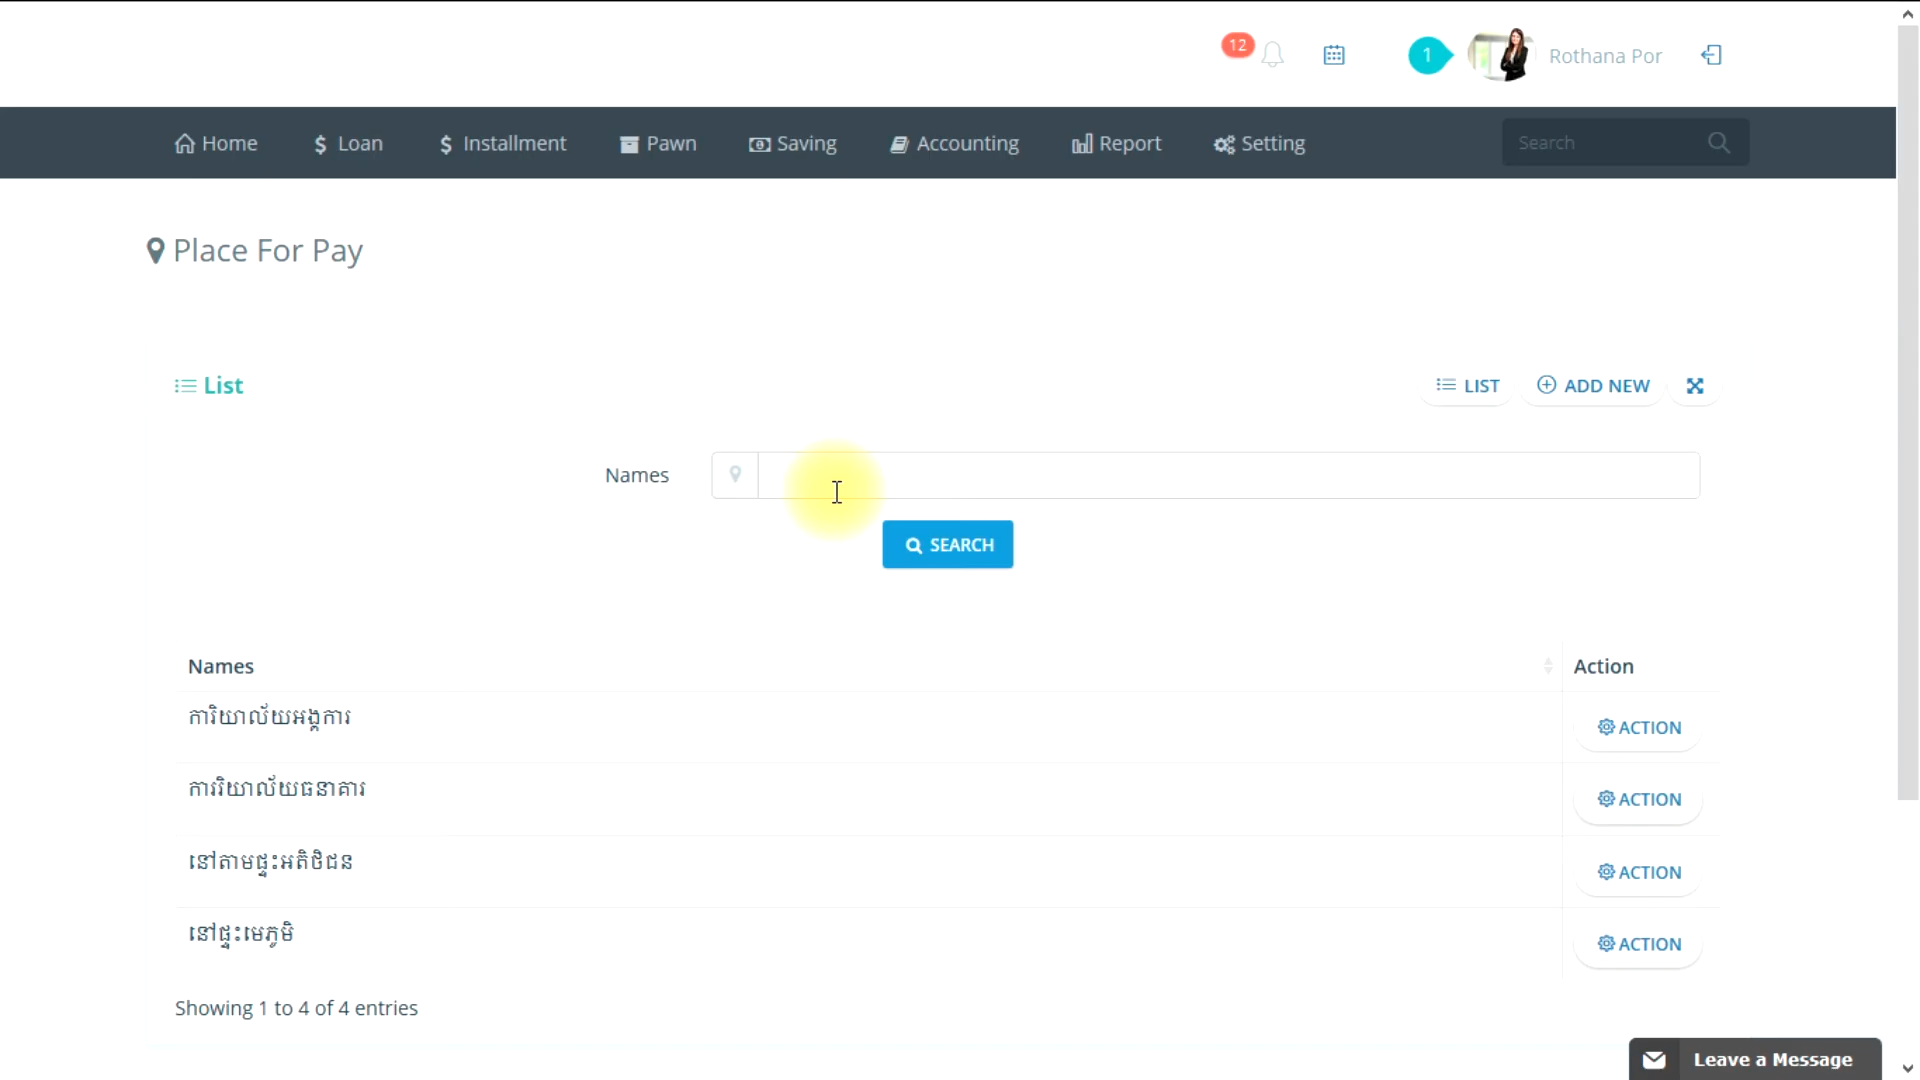 12
1
Rothana Por
Home
Loan
Installment
Pawn
Saving
Accounting
Report
Setting
Search
Place For Pay
List
LIST
ADD NEW
Names
SEARCH
Names
Action
ការិយាល័យអង្គការ
ACTION
ការរិយាល័យធនាគារ
ACTION
នៅតាមផ្ទះអតិថិជន
ACTION
នៅផ្ទះមេភូមិ
ACTION
Showing 1 to 4 of 4 entries
Leave a Message